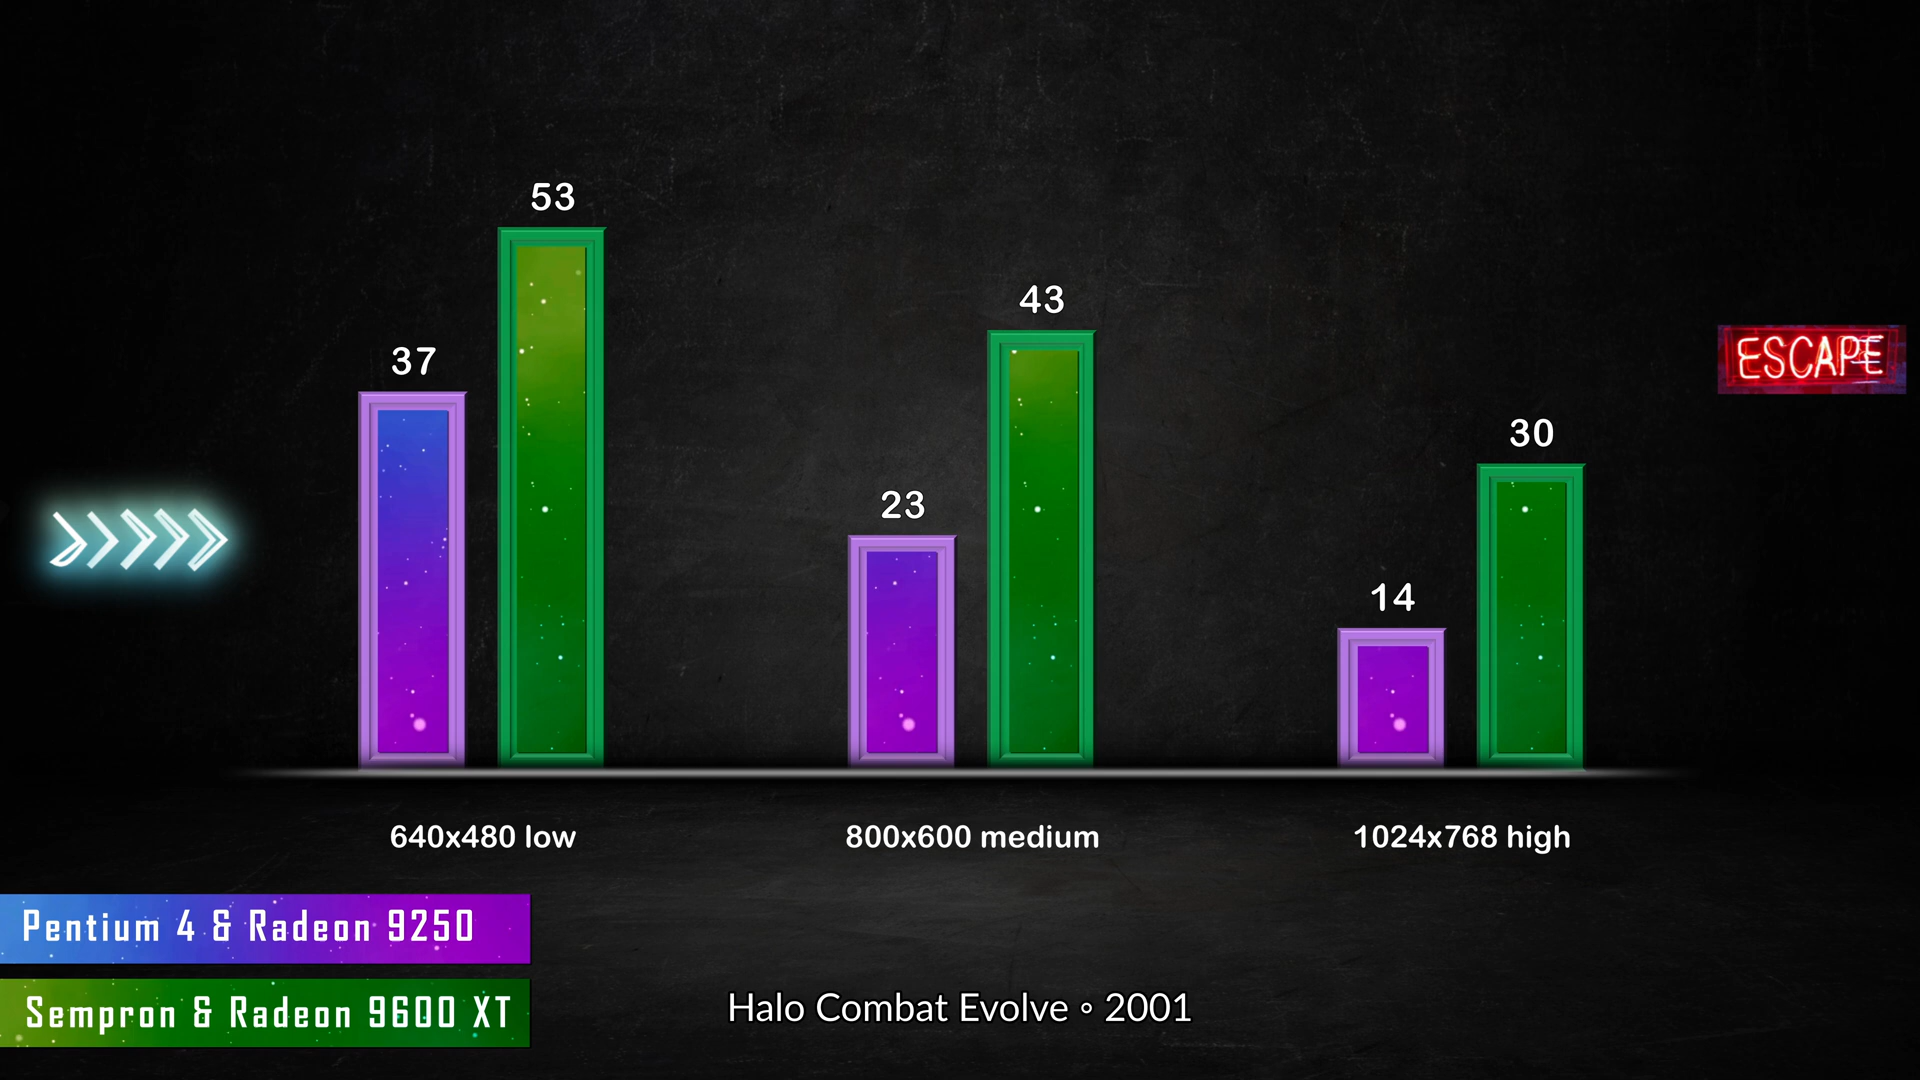 53
43
37
ESCAPE
30
23
14
640x480 low
800x600 medium
1024x768 high
Pentium 4 & Radeon 9250
Sempron & Radeon 9600 XT
Halo Combat Evolve ∘ 2001